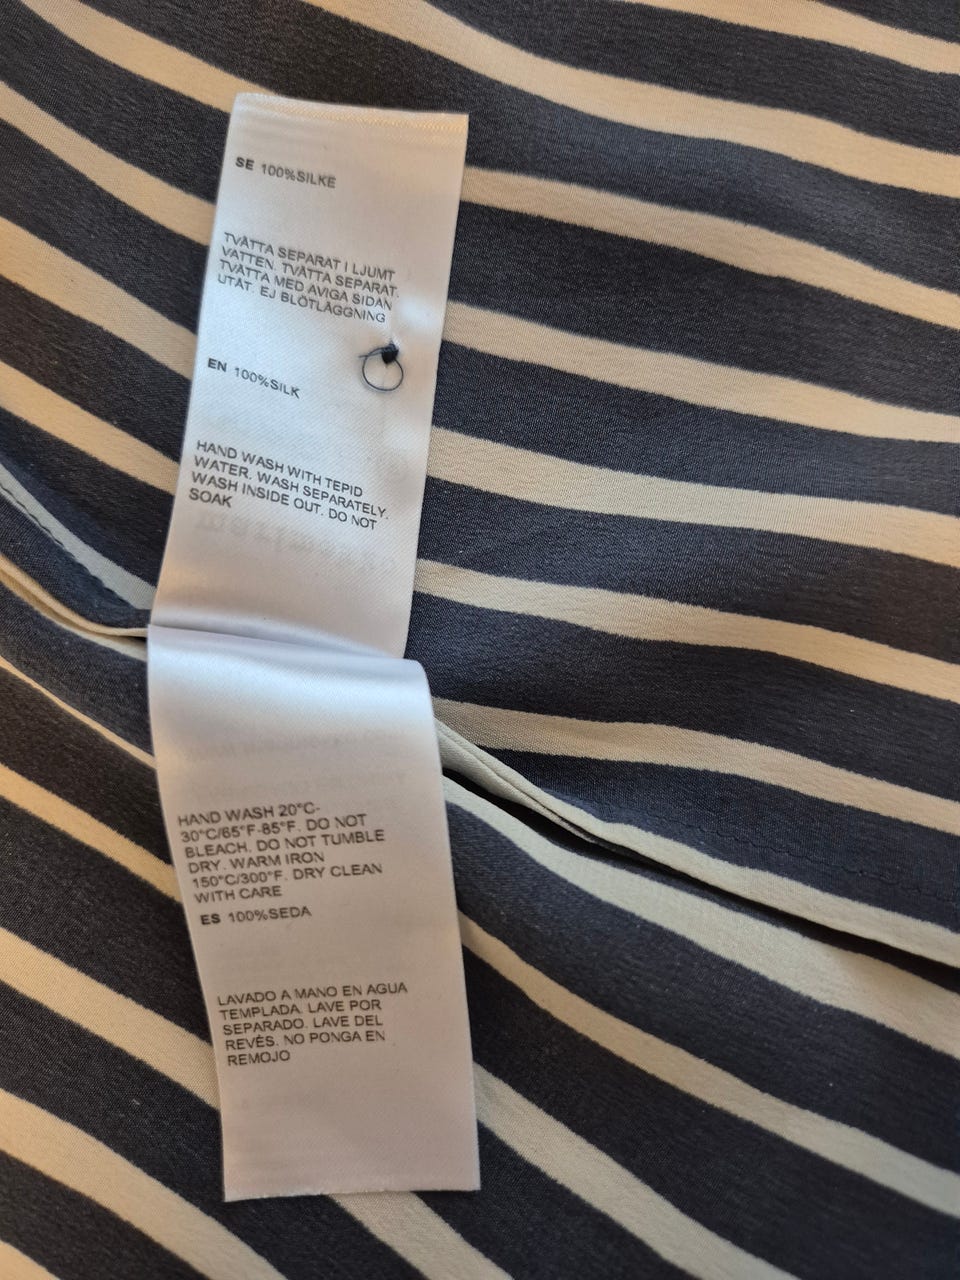 SE 100%SILKE
TVÄTTA SEPARAT I LJUMT
VATTEN. TVÄTTA SEPARAT.
TVÄTTA MED AVIGA SIDAN
UTÅT. EJ BLÖTLÄGGNING
EN 100%SILK
HAND WASH WITH TEPID
WATER. WASH SEPARATELY.
WASH INSIDE OUT. DO NOT
SOAK
HAND WASH 20°C-
30°C/65°F-85°F. DO NOT
BLEACH. DO NOT TUMBLE
DRY. WARM IRON
150°C/300°F. DRY CLEAN
WITH CARE
ES 100%SEDA
LAVADO A MANO EN AGUA
TEMPLADA. LAVE POR
SEPARADO. LAVE DEL
REVÉS. NO PONGA EN
REMOJO